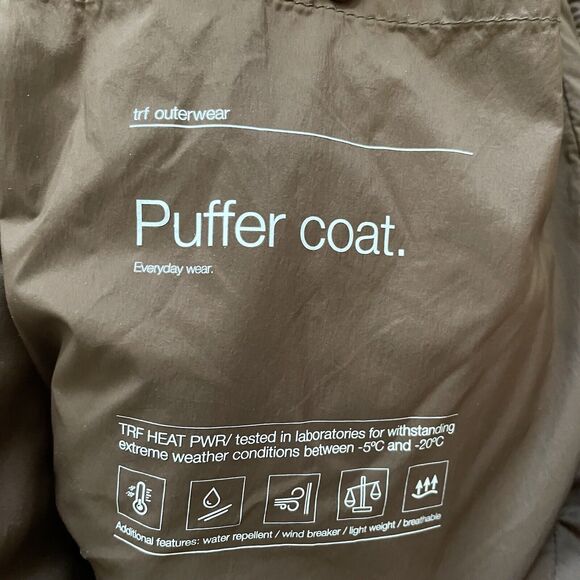 trf outerwear
Puffer coat.
Everyday wear.
TRF HEAT PWR/ tested in laboratories for withstanding
extreme weather conditions between -5ºC and -20ºC
Additional features: water repellent / wind breaker / light weight / breathable